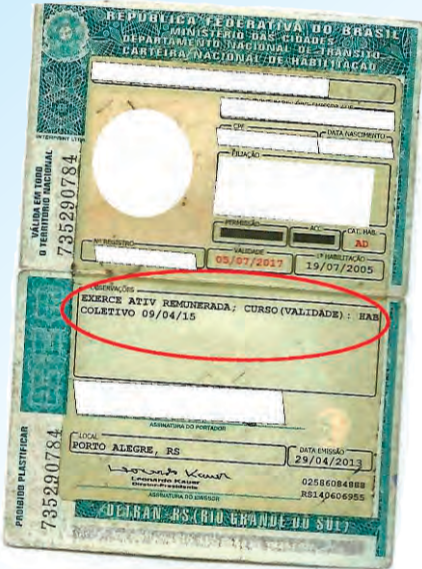 REPÚBLICA FEDERATIVA DO BRASIL
MINISTÉRIO DAS CIDADES
DEPARTAMENTO NACIONAL DE TRÂNSITO
CARTEIRA NACIONAL DE HABILITAÇÃO
CPF
DATA NASCIMENTO
FILIAÇÃO
PERMISSÃO
ACC
CAT. HAB.
AD
Nº REGISTRO
VALIDADE
1ª HABILITAÇÃO
05/07/2017
19/07/2005
VÁLIDA EM TODO
O TERRITÓRIO NACIONAL
735290784
OBSERVAÇÕES
EXERCE ATIV REMUNERADA; CURSO(VALIDADE): HAB
COLETIVO 09/04/15
ASSINATURA DO PORTADOR
LOCAL
DATA EMISSÃO
PORTO ALEGRE, RS
29/04/2013
Leonardo Kauer
Diretor-Presidente
02586084888
RS140606955
ASSINATURA DO EMISSOR
DETRAN-RS (RIO GRANDE DO SUL)
PROIBIDO PLASTIFICAR
735290784